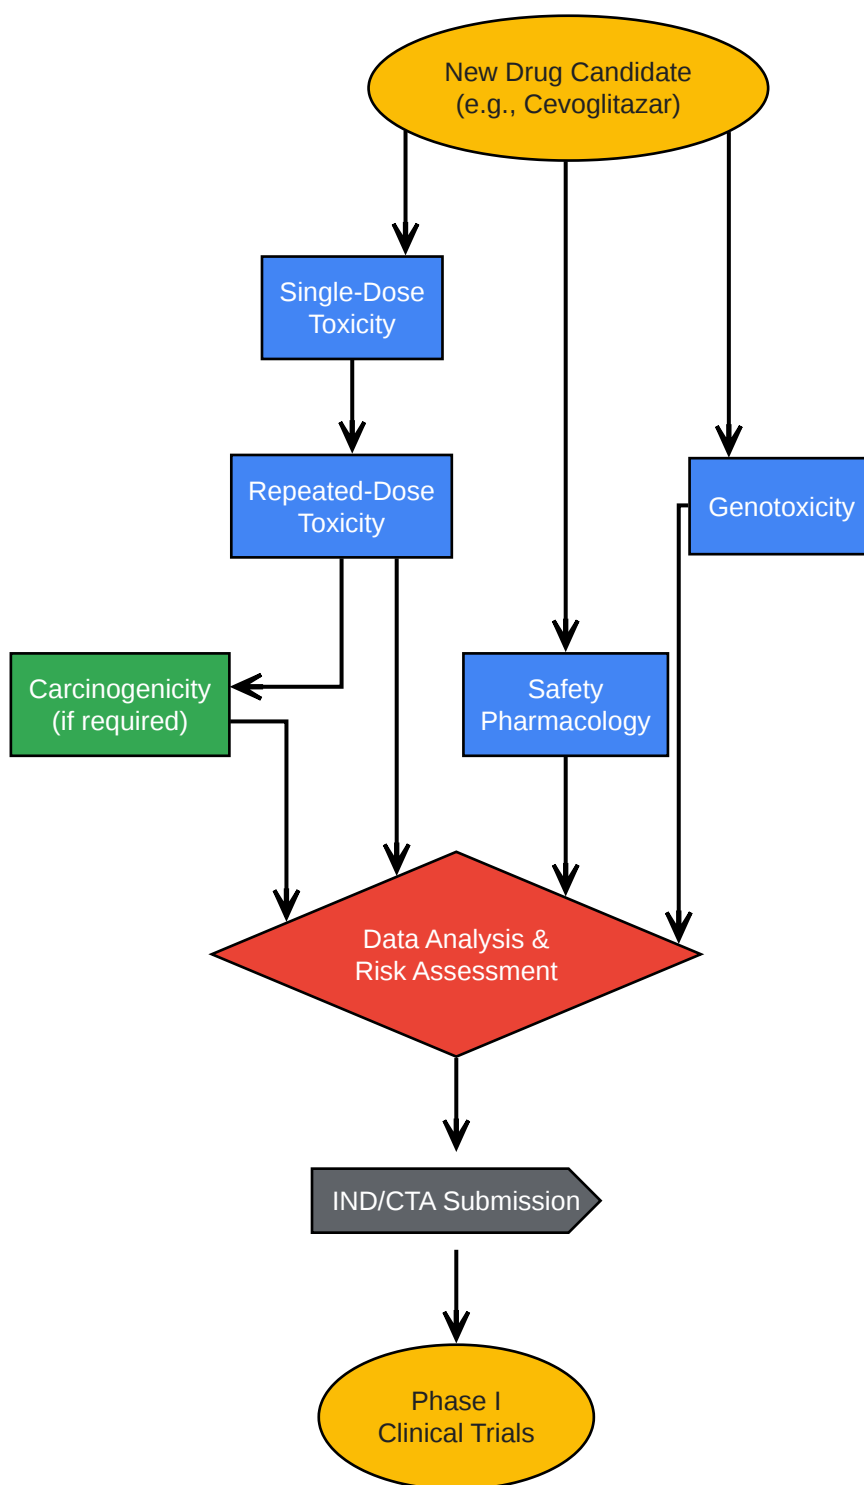 New Drug Candidate
(e.g., Cevoglitazar)
Single-Dose
Toxicity
Repeated-Dose
Toxicity
Genotoxicity
Carcinogenicity
(if required)
Safety
Pharmacology
Data Analysis &
Risk Assessment
IND/CTA Submission
Phase I
Clinical Trials